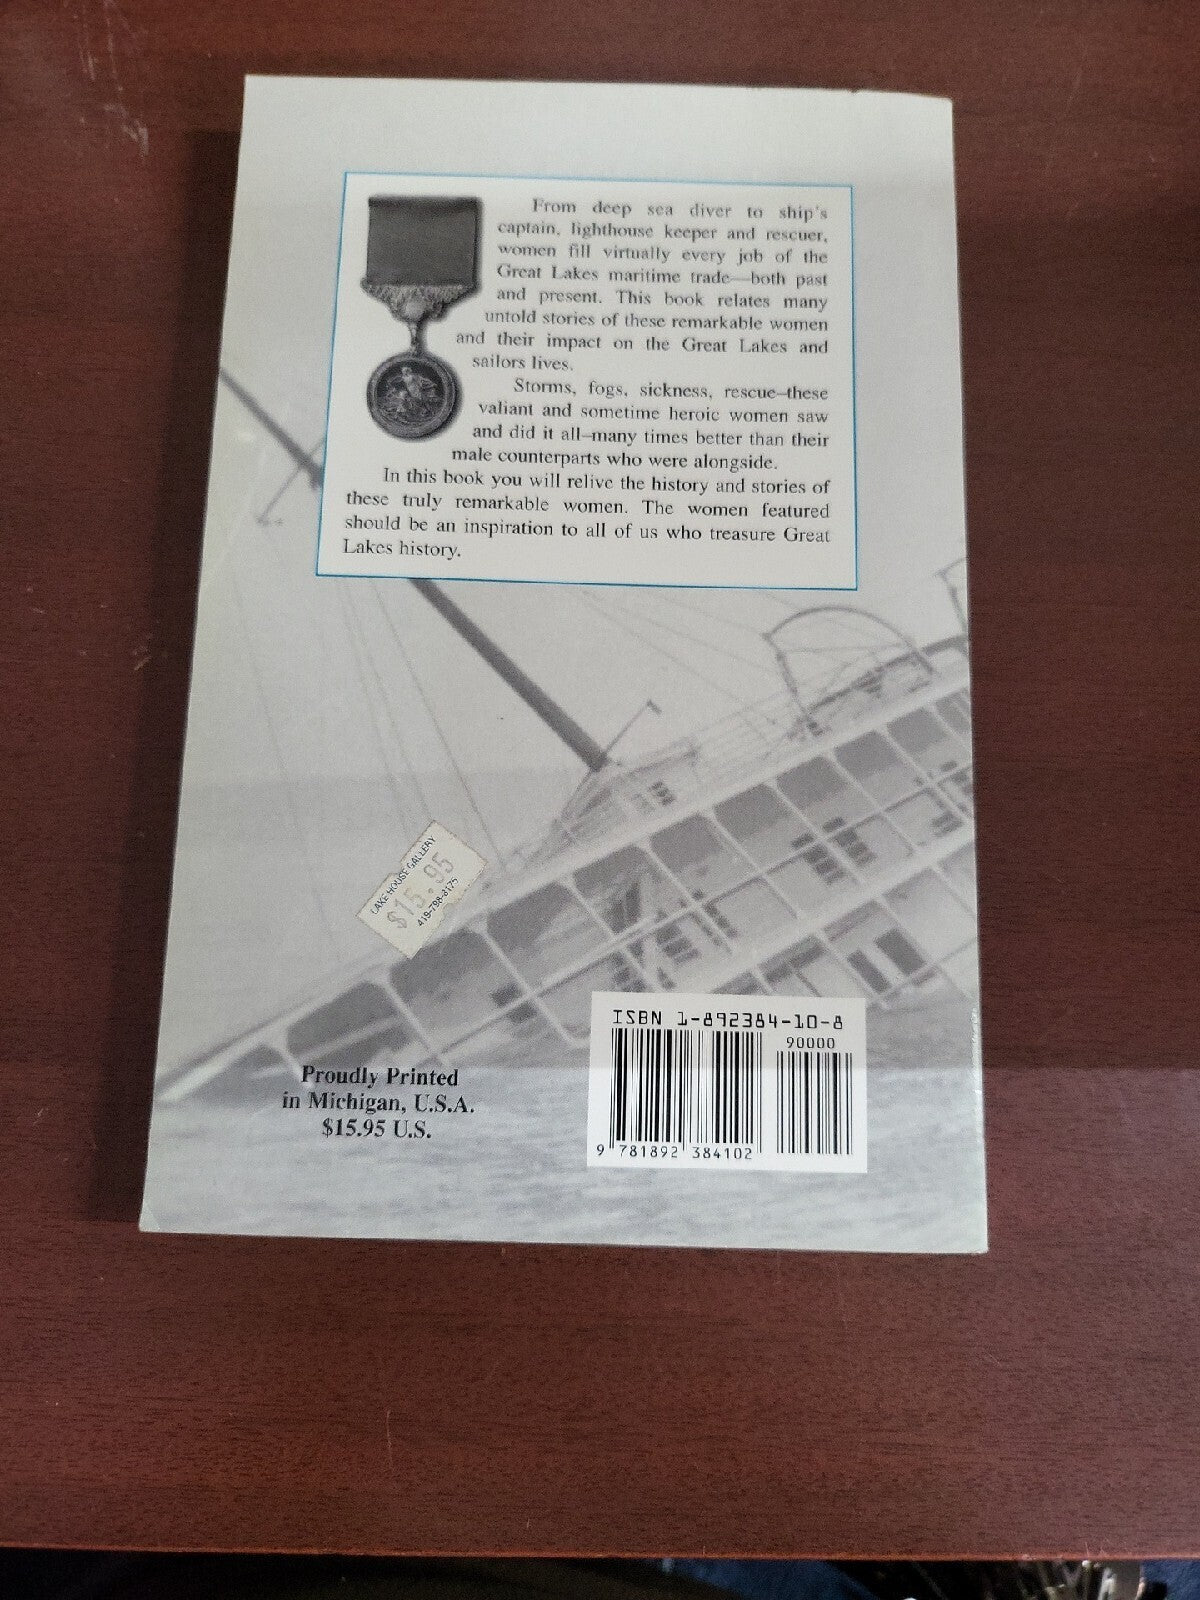 From deep sea diver to ship's
captain, lighthouse keeper and rescuer,
women fill virtually every job of the
Great Lakes maritime trade—both past
and present. This book relates many
untold stories of these remarkable women
and their impact on the Great Lakes and
sailors lives.
Storms, fogs, sickness, rescue–these
valiant and sometime heroic women saw
and did it all–many times better than their
male counterparts who were alongside.
In this book you will relive the history and stories of
these truly remarkable women. The women featured
should be an inspiration to all of us who treasure Great
Lakes history.
LAKE HOUSE GALLERY
$15.95
419-798-8175
Proudly Printed
in Michigan, U.S.A.
$15.95 U.S.
ISBN 1-892384-10-8
90000
9 781892 384102